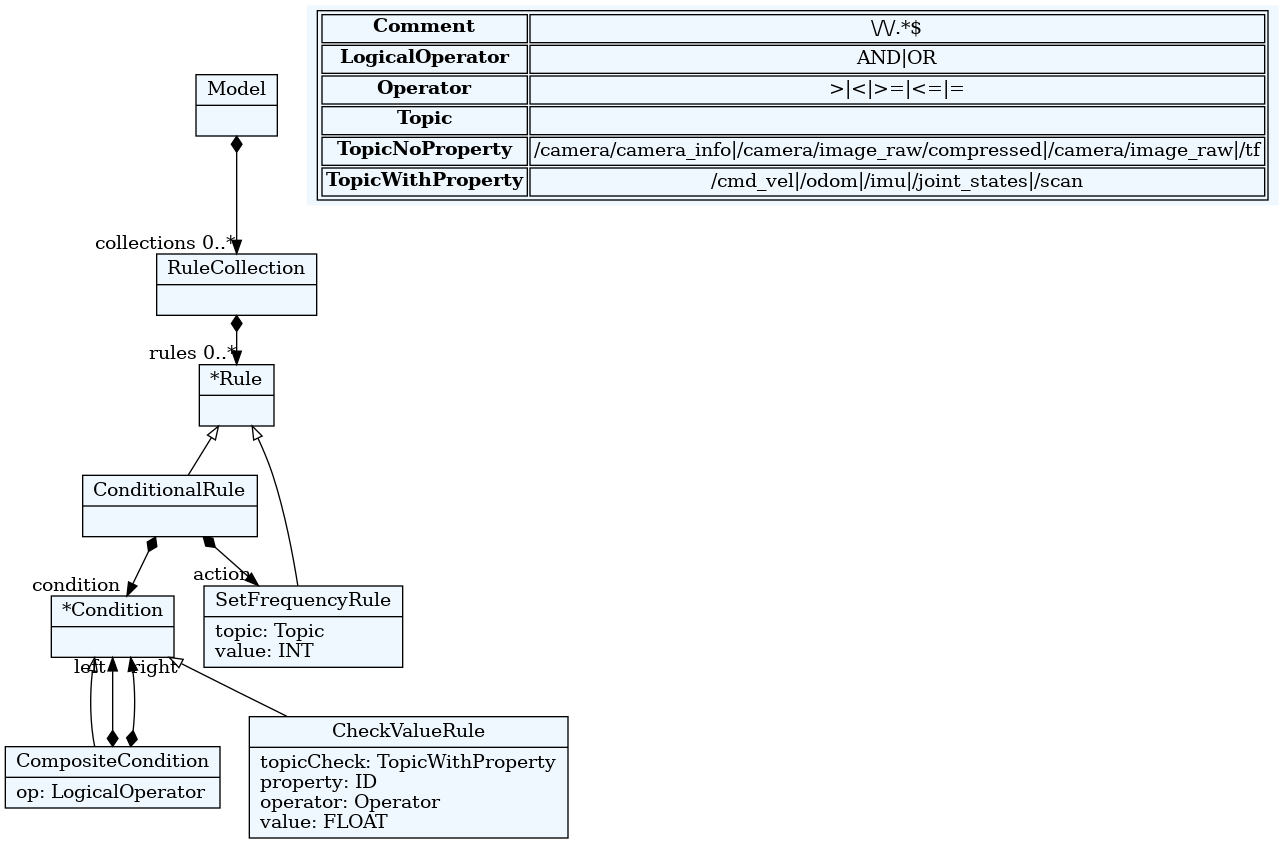 Comment \/\/.*$
LogicalOperator AND|OR
Operator >|<|>=|<=|=
Topic
TopicNoProperty /camera/camera_info|/camera/image_raw/compressed|/camera/image_raw|/tf
TopicWithProperty /cmd_vel|/odom|/imu|/joint_states|/scan
Model
collections 0..*
RuleCollection
rules 0..*
*Rule
ConditionalRule
condition
action
*Condition
SetFrequencyRule
topic: Topic
value: INT
left
right
CompositeCondition
op: LogicalOperator
CheckValueRule
topicCheck: TopicWithProperty
property: ID
operator: Operator
value: FLOAT